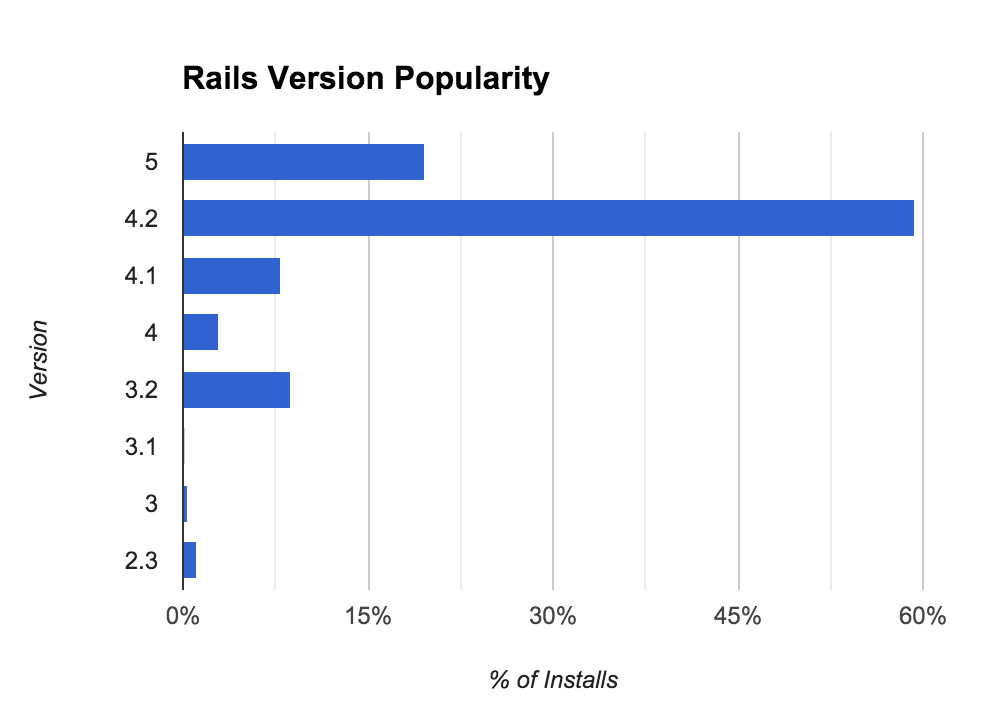 Rails Version Popularity
5
4.2
4.1
4
3.2
3.1
3
2.3
Version
0% 15% 30% 45% 60%
% of Installs